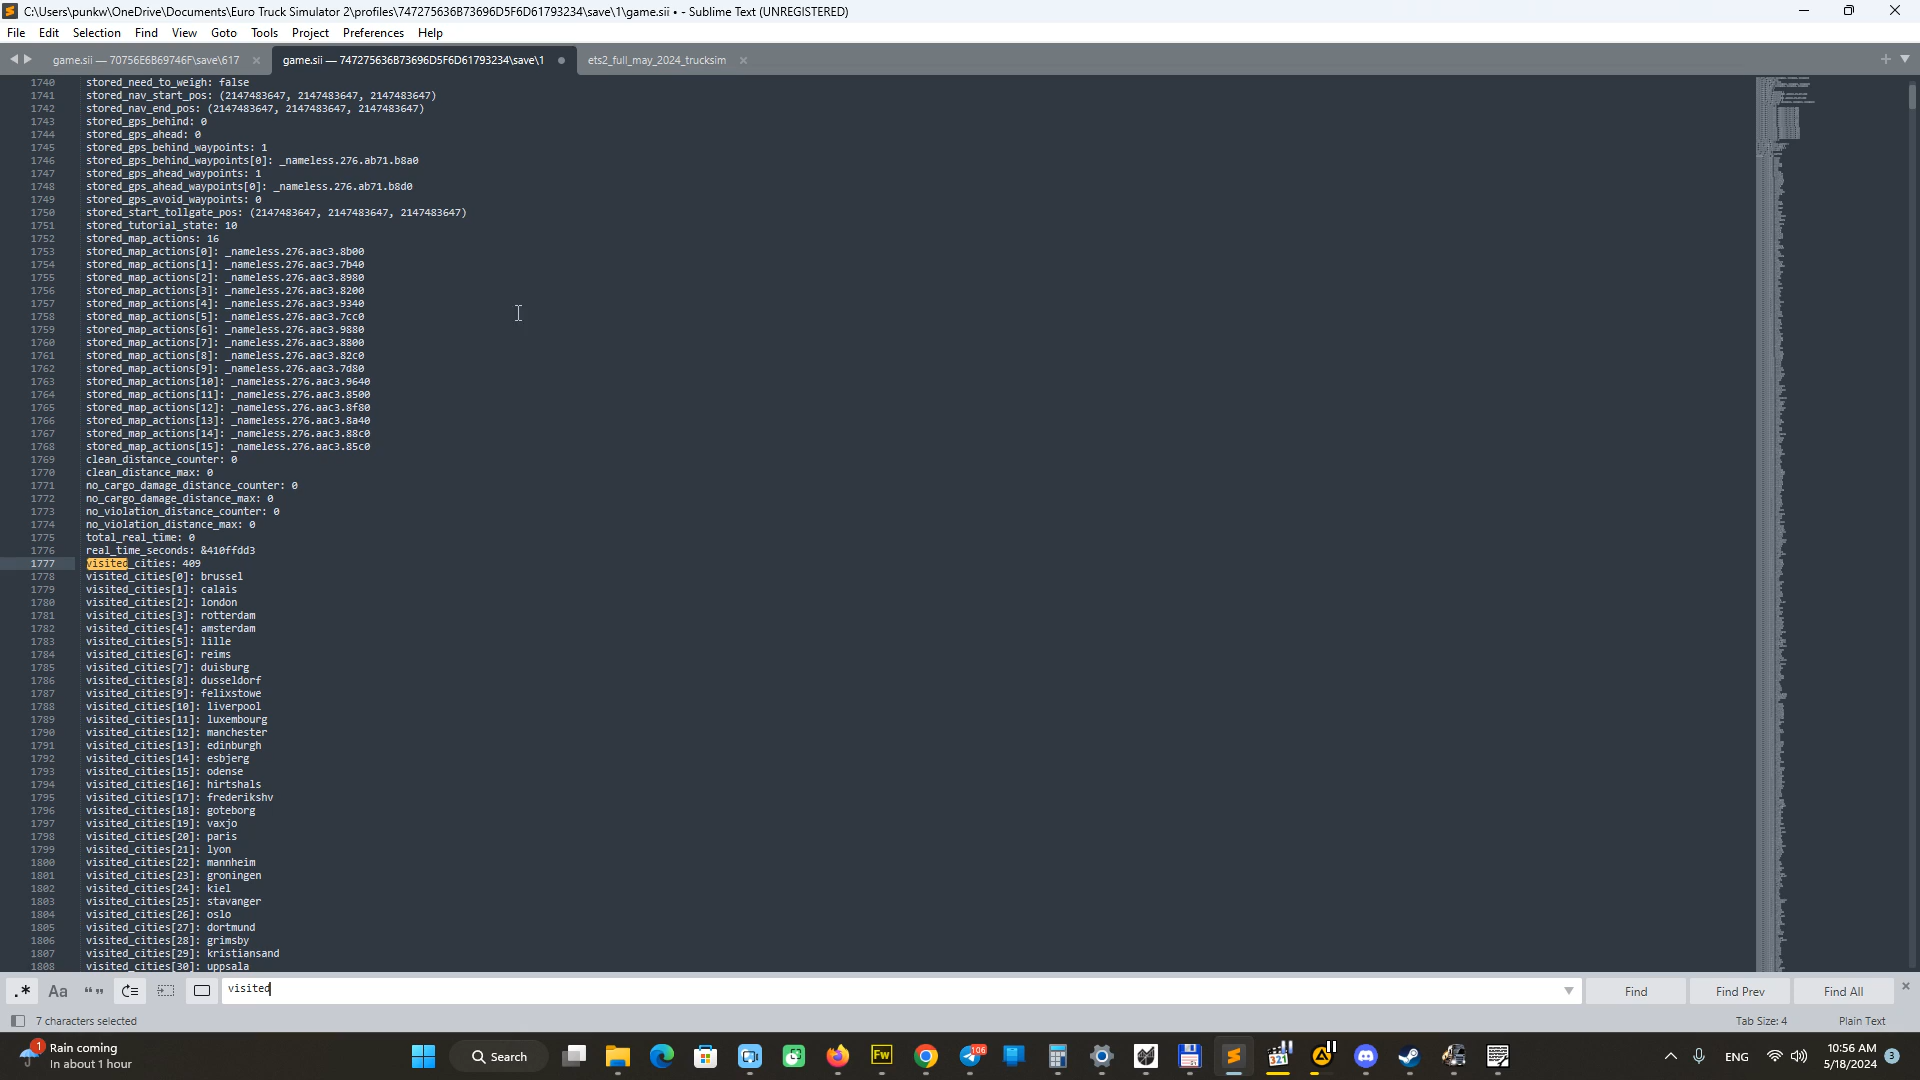 C:\Users\punkw\OneDrive\Documents\Euro Truck Simulator 2\profiles\747275636B73696D5F6D61793234\save\1\game.sii • - Sublime Text (UNREGISTERED)
File Edit Selection Find View Goto Tools Project Preferences Help
game.sii — 70756E6B69746F\save\617 × game.sii — 747275636B73696D5F6D61793234\save\1 ets2_full_may_2024_trucksim ×
1740 stored_need_to_weigh: false
1741 stored_nav_start_pos: (2147483647, 2147483647, 2147483647)
1742 stored_nav_end_pos: (2147483647, 2147483647, 2147483647)
1743 stored_gps_behind: 0
1744 stored_gps_ahead: 0
1745 stored_gps_behind_waypoints: 1
1746 stored_gps_behind_waypoints[0]: _nameless.276.ab71.b8a0
1747 stored_gps_ahead_waypoints: 1
1748 stored_gps_ahead_waypoints[0]: _nameless.276.ab71.b8d0
1749 stored_gps_avoid_waypoints: 0
1750 stored_start_tollgate_pos: (2147483647, 2147483647, 2147483647)
1751 stored_tutorial_state: 10
1752 stored_map_actions: 16
1753 stored_map_actions[0]: _nameless.276.aac3.8b00
1754 stored_map_actions[1]: _nameless.276.aac3.7b40
1755 stored_map_actions[2]: _nameless.276.aac3.8980
1756 stored_map_actions[3]: _nameless.276.aac3.8200
1757 stored_map_actions[4]: _nameless.276.aac3.9340
1758 stored_map_actions[5]: _nameless.276.aac3.7cc0
1759 stored_map_actions[6]: _nameless.276.aac3.9880
1760 stored_map_actions[7]: _nameless.276.aac3.8800
1761 stored_map_actions[8]: _nameless.276.aac3.82c0
1762 stored_map_actions[9]: _nameless.276.aac3.7d80
1763 stored_map_actions[10]: _nameless.276.aac3.9640
1764 stored_map_actions[11]: _nameless.276.aac3.8500
1765 stored_map_actions[12]: _nameless.276.aac3.8f80
1766 stored_map_actions[13]: _nameless.276.aac3.8a40
1767 stored_map_actions[14]: _nameless.276.aac3.88c0
1768 stored_map_actions[15]: _nameless.276.aac3.85c0
1769 clean_distance_counter: 0
1770 clean_distance_max: 0
1771 no_cargo_damage_distance_counter: 0
1772 no_cargo_damage_distance_max: 0
1773 no_violation_distance_counter: 0
1774 no_violation_distance_max: 0
1775 total_real_time: 0
1776 real_time_seconds: &410ffdd3
1777 visited_cities: 409
1778 visited_cities[0]: brussel
1779 visited_cities[1]: calais
1780 visited_cities[2]: london
1781 visited_cities[3]: rotterdam
1782 visited_cities[4]: amsterdam
1783 visited_cities[5]: lille
1784 visited_cities[6]: reims
1785 visited_cities[7]: duisburg
1786 visited_cities[8]: dusseldorf
1787 visited_cities[9]: felixstowe
1788 visited_cities[10]: liverpool
1789 visited_cities[11]: luxembourg
1790 visited_cities[12]: manchester
1791 visited_cities[13]: edinburgh
1792 visited_cities[14]: esbjerg
1793 visited_cities[15]: odense
1794 visited_cities[16]: hirtshals
1795 visited_cities[17]: frederikshv
1796 visited_cities[18]: goteborg
1797 visited_cities[19]: vaxjo
1798 visited_cities[20]: paris
1799 visited_cities[21]: lyon
1800 visited_cities[22]: mannheim
1801 visited_cities[23]: groningen
1802 visited_cities[24]: kiel
1803 visited_cities[25]: stavanger
1804 visited_cities[26]: oslo
1805 visited_cities[27]: dortmund
1806 visited_cities[28]: grimsby
1807 visited_cities[29]: kristiansand
1808 visited_cities[30]: uppsala
.* Aa “” visited Find Find Prev Find All ×
7 characters selected Tab Size: 4 Plain Text
1 Rain coming
In about 1 hour
Search Fw 106 321 ENG 10:56 AM
5/18/2024 3